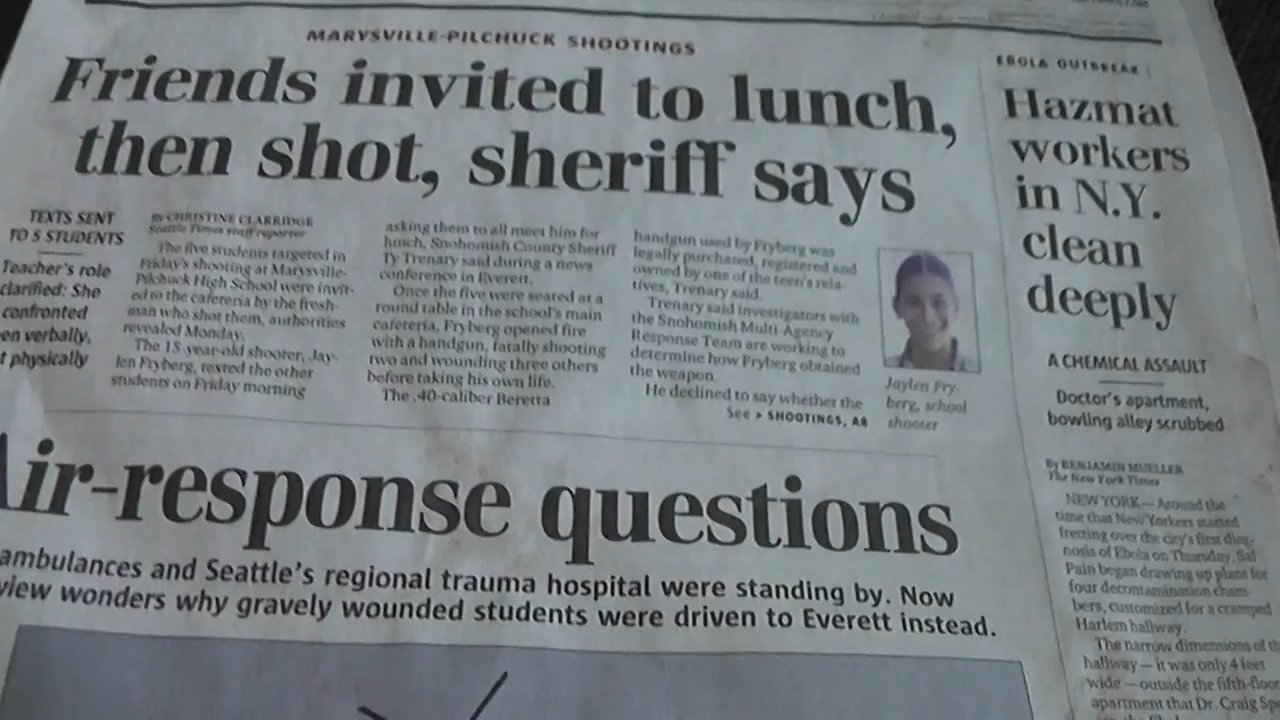 MARYSVILLE-PILCHUCK SHOOTINGS
Friends invited to lunch,
then shot, sheriff says
TEXTS SENT
TO 5 STUDENTS
Teacher's role
clarified: She
confronted
en verbally,
t physically
By CHRISTINE CLARRIDGE
Seattle Times staff reporter
The five students targeted in
Friday's shooting at Marysville-
Pilchuck High School were invit-
ed to the cafeteria by the fresh-
man who shot them, authorities
revealed Monday.
The 15-year-old shooter, Jay-
len Fryberg, texted the other
students on Friday morning
asking them to all meet him for
lunch, Snohomish County Sheriff
Ty Trenary said during a news
conference in Everett.
Once the five were seated at a
round table in the school's main
cafeteria, Fryberg opened fire
with a handgun, fatally shooting
two and wounding three others
before taking his own life.
The .40-caliber Beretta
handgun used by Fryberg was
legally purchased, registered and
owned by one of the teen's rela-
tives, Trenary said.
Trenary said investigators with
the Snohomish Multi-Agency
Response Team are working to
determine how Fryberg obtained
the weapon.
He declined to say whether the
See > SHOOTINGS, A8
Jaylen Fry-
berg, school
shooter
Air-response questions
ambulances and Seattle's regional trauma hospital were standing by. Now
view wonders why gravely wounded students were driven to Everett instead.
EBOLA OUTBREAK
Hazmat
workers
in N.Y.
clean
deeply
A CHEMICAL ASSAULT
Doctor's apartment,
bowling alley scrubbed
By BENJAMIN MUELLER
The New York Times
NEW YORK — Around the
time that New Yorkers started
fretting over the city's first diag-
nosis of Ebola on Thursday, Sal
Pain began drawing up plans for
four decontamination cham-
bers, customized for a cramped
Harlem hallway.
The narrow dimensions of th
hallway — it was only 4 feet
wide — outside the fifth-floor
apartment that Dr. Craig Sp